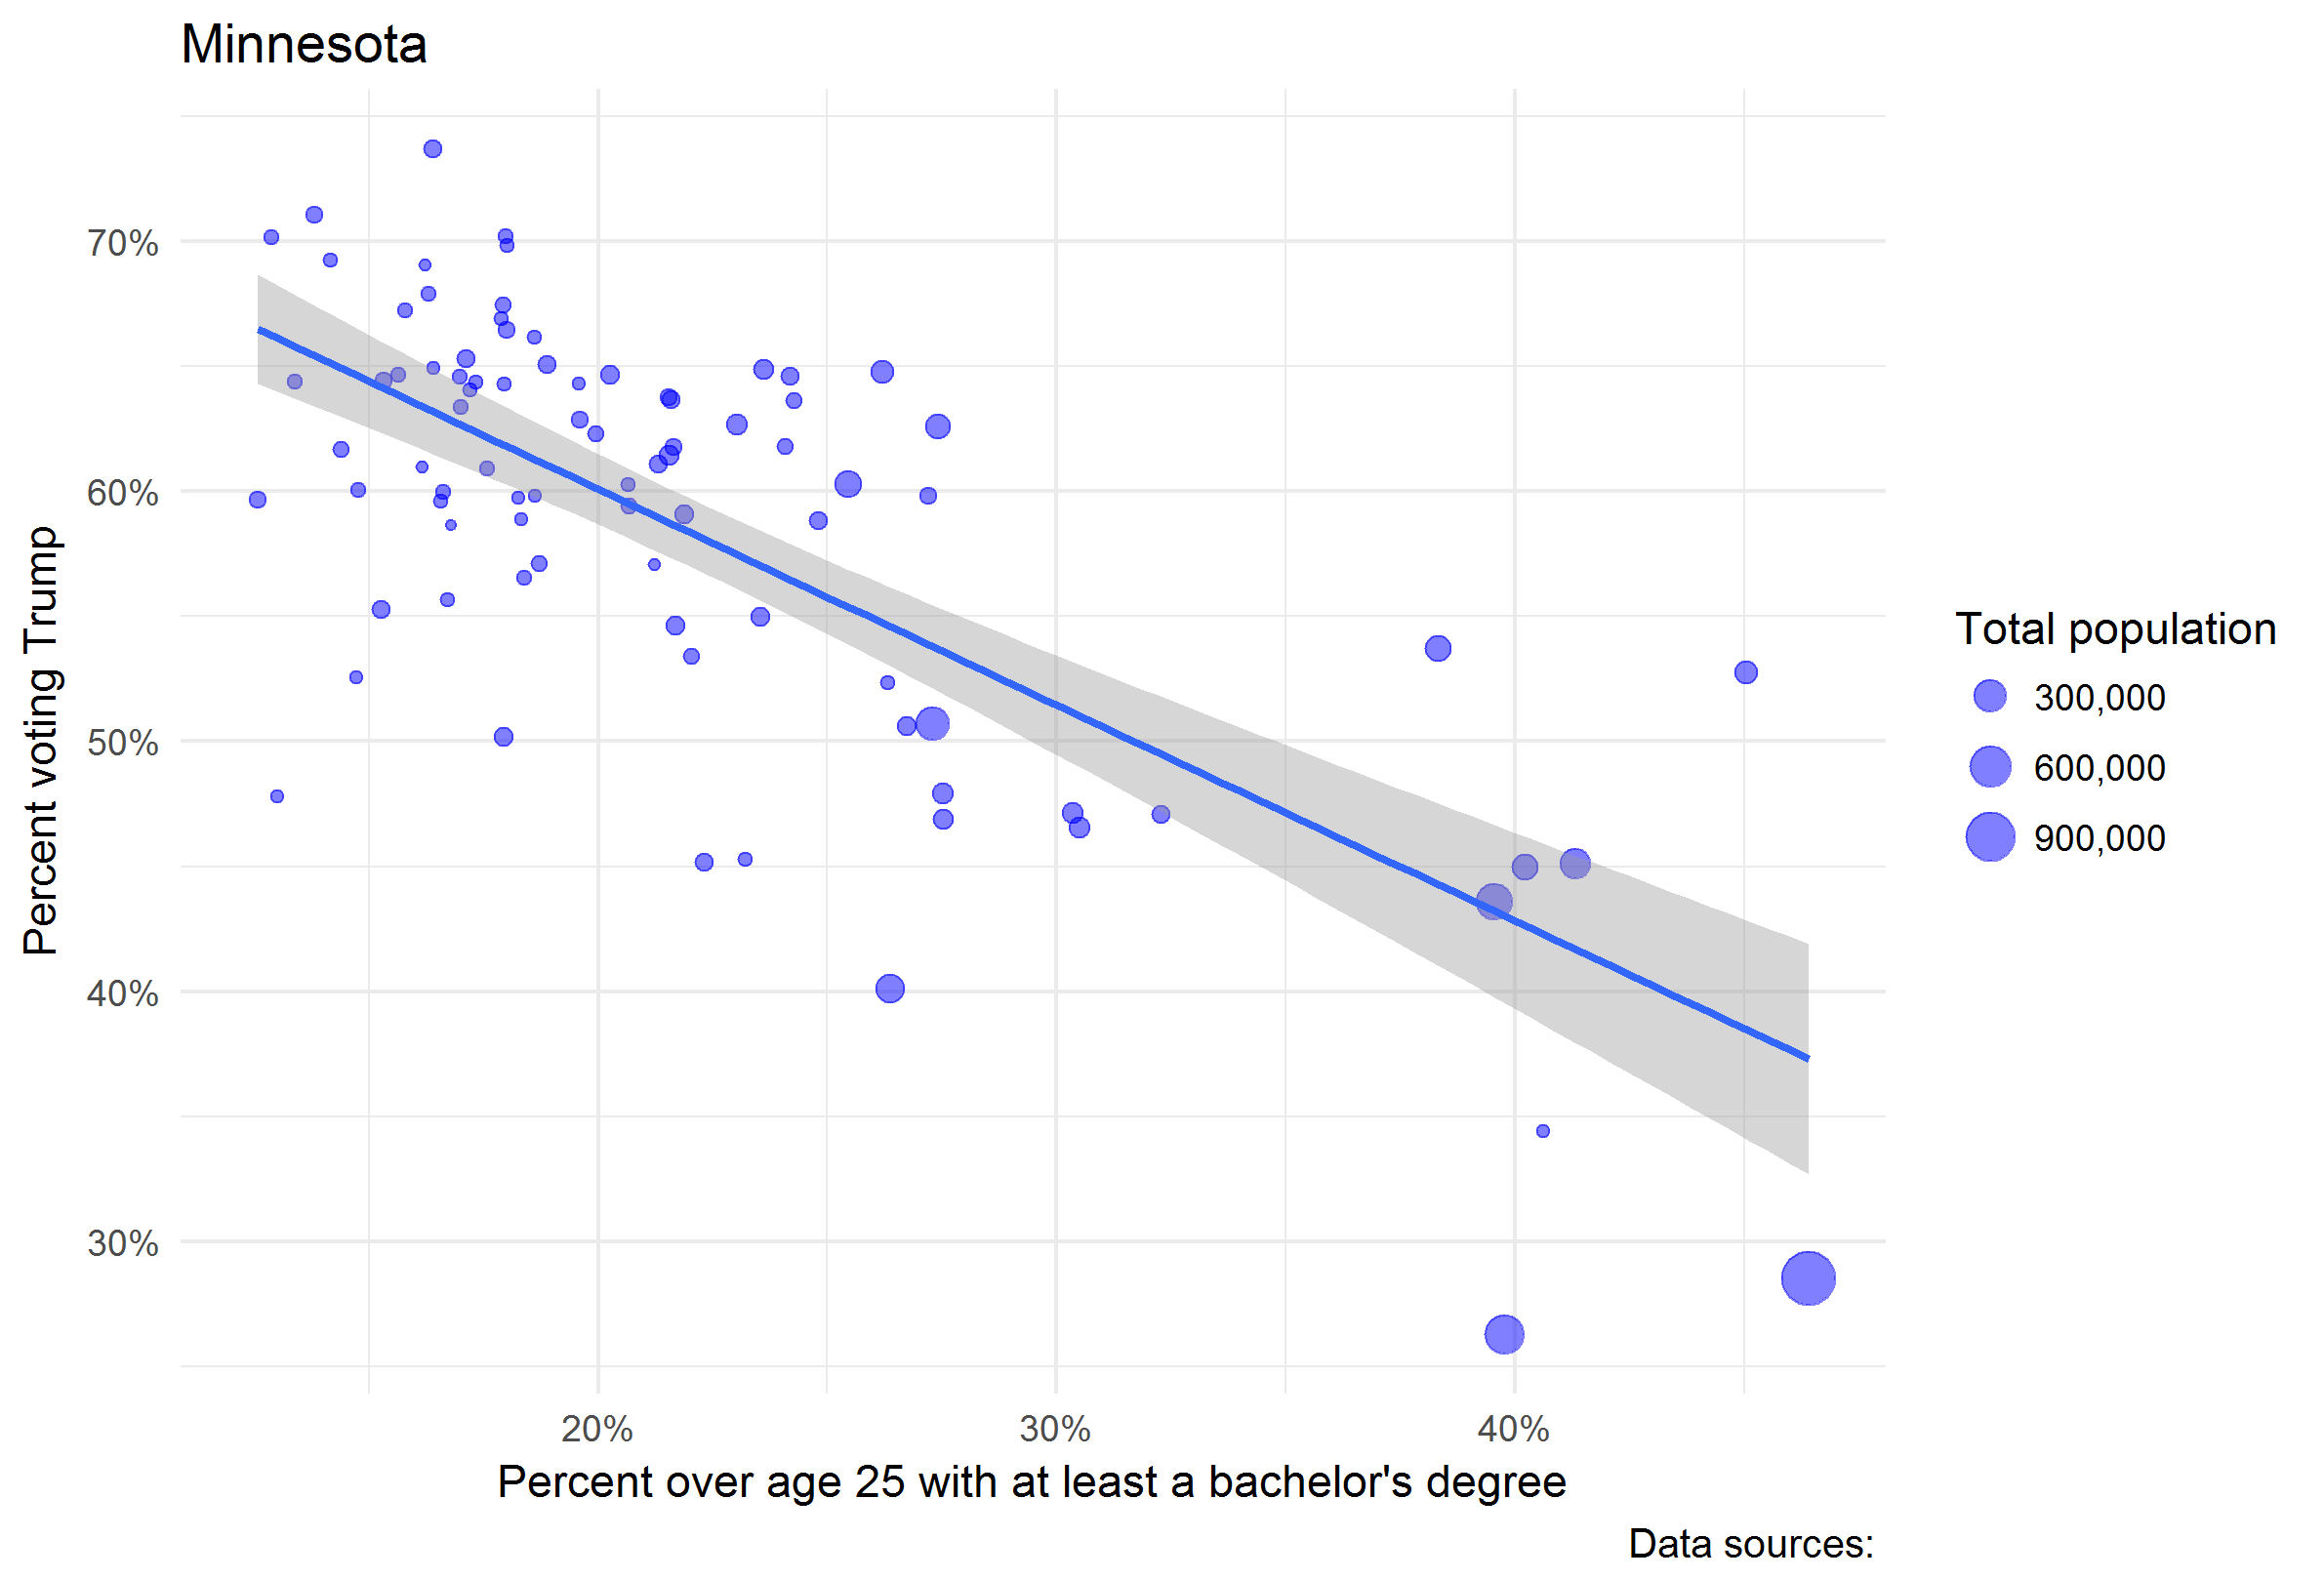 Minnesota
70%
60%
50%
40%
30%
Percent voting Trump
20%
30%
40%
Percent over age 25 with at least a bachelor's degree
Total population
300,000
600,000
900,000
Data sources: